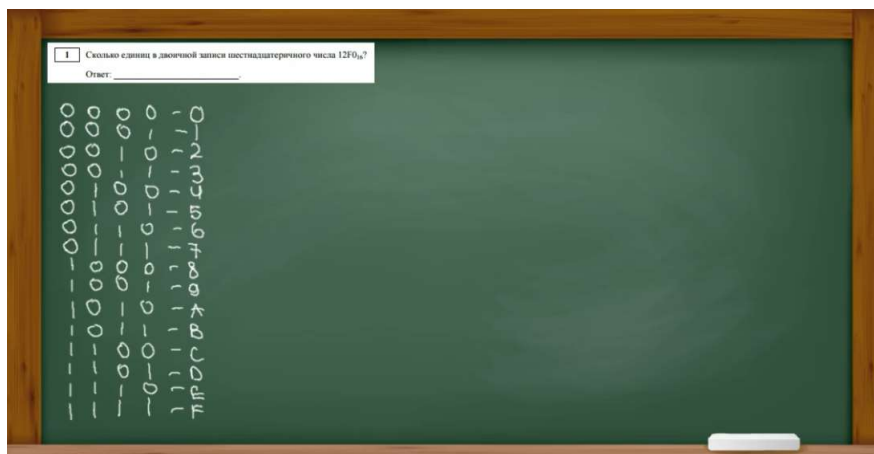 1 Сколько единиц в двоичной записи шестнадцатеричного числа 12F0₁₆?
Ответ: ____________________.
0 0 0 0 - 0
0 0 0 1 - 1
0 0 1 0 - 2
0 0 1 1 - 3
0 1 0 0 - 4
0 1 0 1 - 5
0 1 1 0 - 6
0 1 1 1 - 7
1 0 0 0 - 8
1 0 0 1 - 9
1 0 1 0 - A
1 0 1 1 - B
1 1 0 0 - C
1 1 0 1 - D
1 1 1 0 - E
1 1 1 1 - F